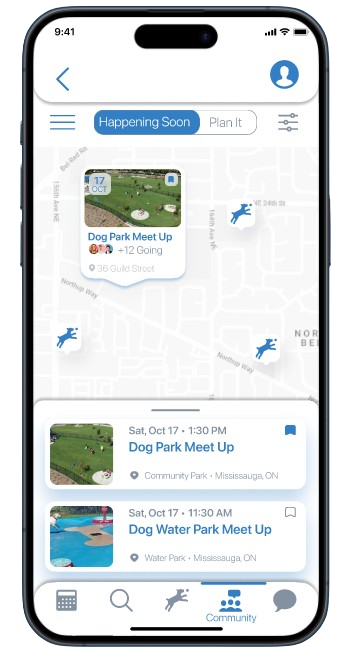 9:41
Happening Soon
Plan It
Bel-Red Rd
156th Ave NE
17
OCT
Dog Park Meet Up
+12 Going
36 Guild Street
NE 24th St
164th Ave
Northup Way
Northup Way
NOR
BEL
Sat, Oct 17 • 1:30 PM
Dog Park Meet Up
Community Park • Mississauga, ON
Sat, Oct 17 • 11:30 AM
Dog Water Park Meet Up
Water Park • Mississauga, ON
Community